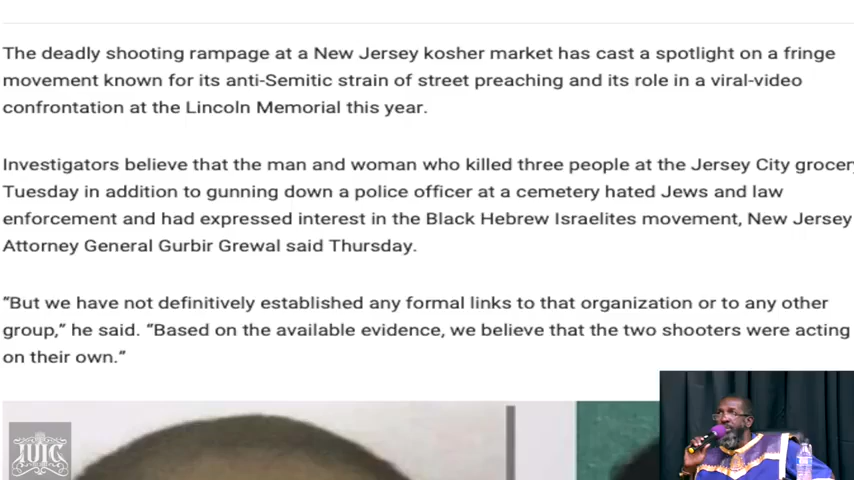 The deadly shooting rampage at a New Jersey kosher market has cast a spotlight on a fringe
movement known for its anti-Semitic strain of street preaching and its role in a viral-video
confrontation at the Lincoln Memorial this year.
Investigators believe that the man and woman who killed three people at the Jersey City grocery
Tuesday in addition to gunning down a police officer at a cemetery hated Jews and law
enforcement and had expressed interest in the Black Hebrew Israelites movement, New Jersey
Attorney General Gurbir Grewal said Thursday.
“But we have not definitively established any formal links to that organization or to any other
group,” he said. “Based on the available evidence, we believe that the two shooters were acting
on their own.”
IUIC